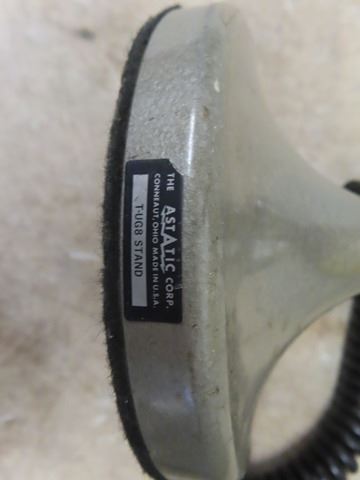 THE ASTATIC CORP.
CONNEAUT, OHIO MADE IN U.S.A.
T-UG8 STAND